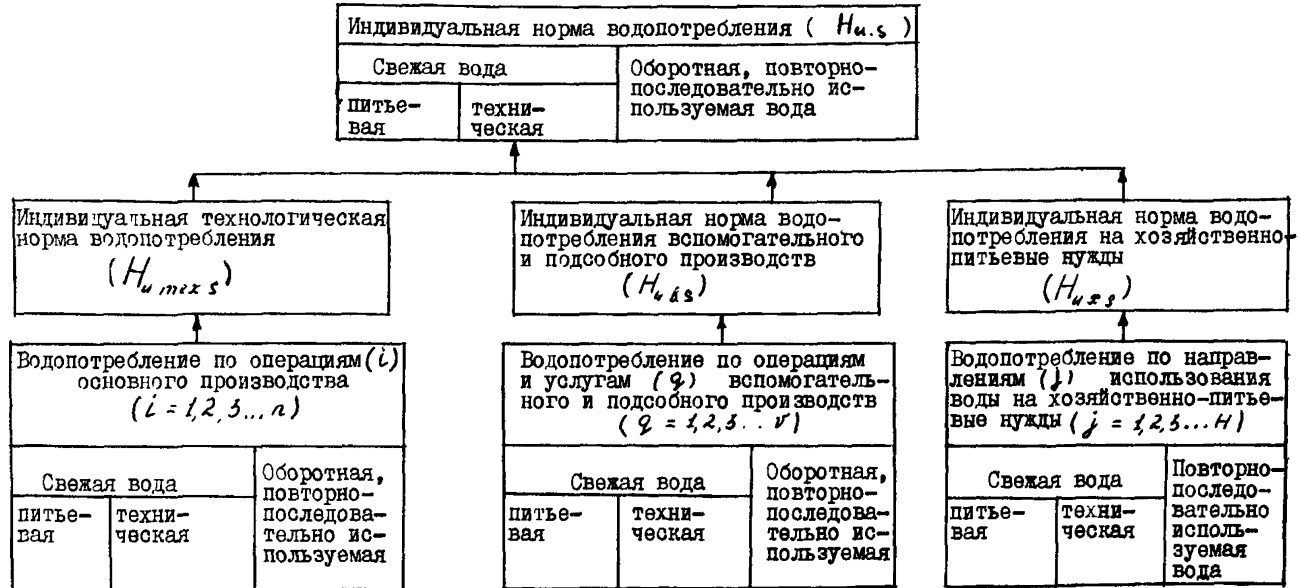 Индивидуальная норма водопотребления ( Ни.s )
Свежая вода
Оборотная, повторно-
последовательно ис-
пользуемая вода
питье-
вая
техни-
ческая
Индивидуальная технологическая
норма водопотребления
(Hи тех s)
Индивидуальная норма водо-
потребления вспомогательного
и подсобного производств
(Hи в s)
Индивидуальная норма водо-
потребления на хозяйственно-
питьевые нужды
(Hи х s)
Водопотребление по операциям (i)
основного производства
(i = 1,2,3...n)
Свежая вода
питье-
вая
техни-
ческая
Оборотная,
повторно-
последова-
тельно ис-
пользуемая
Водопотребление по операциям
и услугам (q) вспомогатель-
ного и подсобного производств
(q = 1,2,3..v)
Свежая вода
питье-
вая
техни-
ческая
Оборотная,
повторно-
последова-
тельно ис-
пользуемая
Водопотребление по направ-
лениям (j) использования
воды на хозяйственно-питье-
вые нужды (j = 1,2,3...H)
Свежая вода
питье-
вая
техни-
ческая
Повторно-
последо-
вательно
исполь-
зуемая
вода